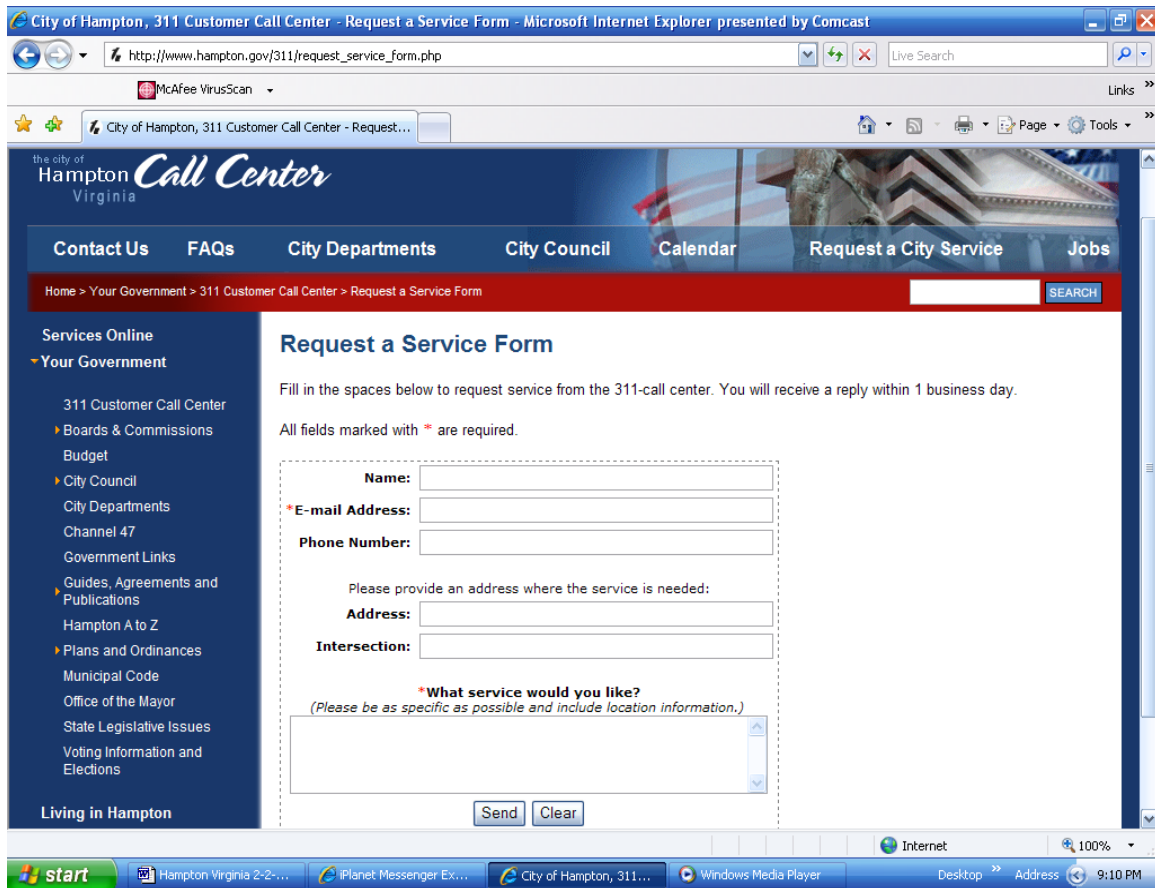 City of Hampton, 311 Customer Call Center - Request a Service Form - Microsoft Internet Explorer presented by Comcast
http://www.hampton.gov/311/request_service_form.php
Live Search
McAfee VirusScan
Links »
City of Hampton, 311 Customer Call Center - Request...
Page Tools »
the city of
Hampton Call Center
Virginia
Contact Us FAQs City Departments City Council Calendar Request a City Service Jobs
Home > Your Government > 311 Customer Call Center > Request a Service Form
SEARCH
Services Online
Your Government
311 Customer Call Center
Boards & Commissions
Budget
City Council
City Departments
Channel 47
Government Links
Guides, Agreements and
Publications
Hampton A to Z
Plans and Ordinances
Municipal Code
Office of the Mayor
State Legislative Issues
Voting Information and
Elections
Living in Hampton
Request a Service Form
Fill in the spaces below to request service from the 311-call center. You will receive a reply within 1 business day.
All fields marked with * are required.
Name:
*E-mail Address:
Phone Number:
Please provide an address where the service is needed:
Address:
Intersection:
*What service would you like?
(Please be as specific as possible and include location information.)
Send Clear
Internet
100%
start
Hampton Virginia 2-2-...
iPlanet Messenger Ex...
City of Hampton, 311...
Windows Media Player
Desktop »
Address
9:10 PM